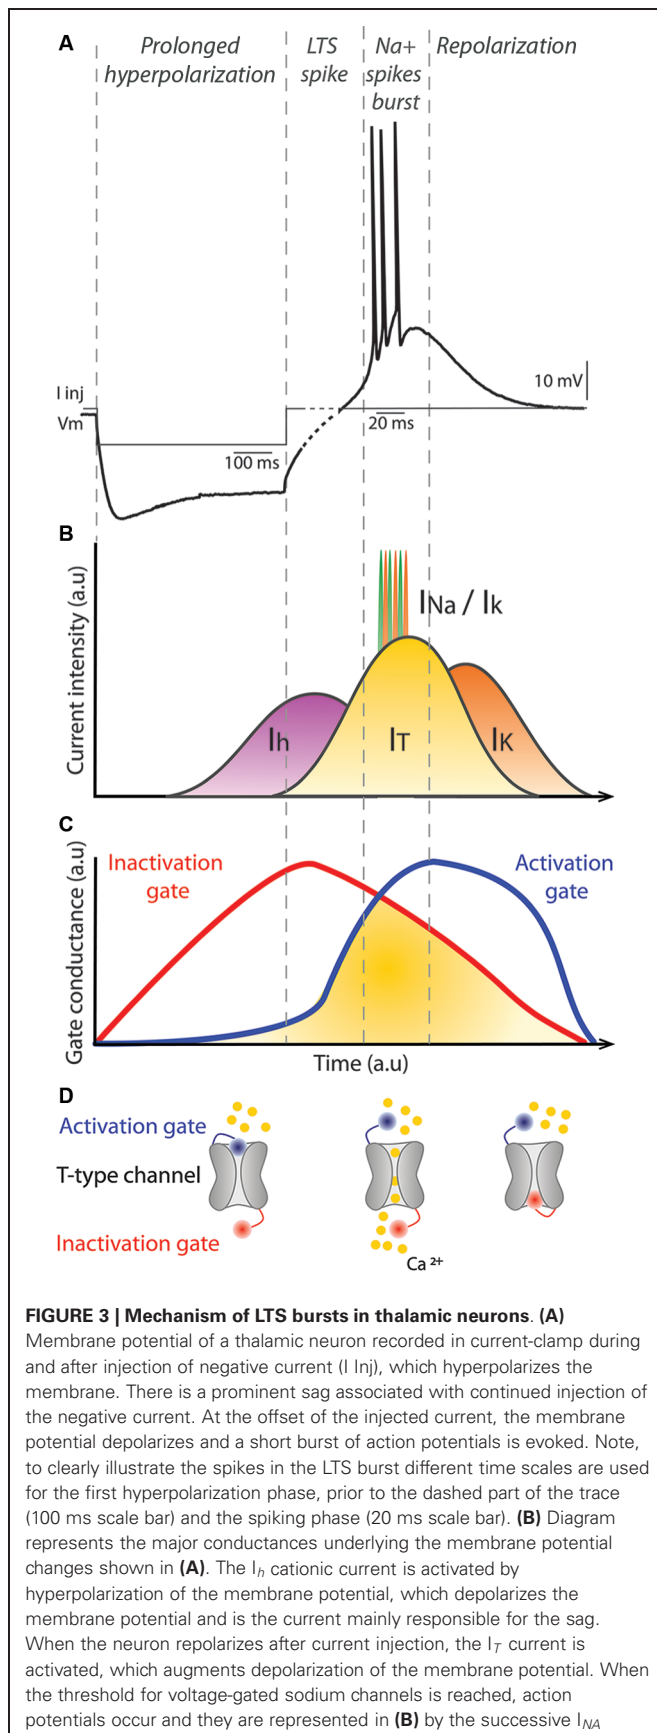 A
Prolonged
hyperpolarization
LTS
spike
Na+
spikes
burst
Repolarization
10 mV
I inj
Vm
20 ms
100 ms
B
Current intensity (a.u)
INa / Ik
Ih
IT
IK
C
Gate conductance (a.u)
Inactivation
gate
Activation
gate
Time (a.u)
D
Activation gate
T-type channel
Inactivation gate
Ca 2+
FIGURE 3 | Mechanism of LTS bursts in thalamic neurons. (A)
Membrane potential of a thalamic neuron recorded in current-clamp during
and after injection of negative current (I Inj), which hyperpolarizes the
membrane. There is a prominent sag associated with continued injection of
the negative current. At the offset of the injected current, the membrane
potential depolarizes and a short burst of action potentials is evoked. Note,
to clearly illustrate the spikes in the LTS burst different time scales are used
for the first hyperpolarization phase, prior to the dashed part of the trace
(100 ms scale bar) and the spiking phase (20 ms scale bar). (B) Diagram
represents the major conductances underlying the membrane potential
changes shown in (A). The Ih cationic current is activated by
hyperpolarization of the membrane potential, which depolarizes the
membrane potential and is the current mainly responsible for the sag.
When the neuron repolarizes after current injection, the IT current is
activated, which augments depolarization of the membrane potential. When
the threshold for voltage-gated sodium channels is reached, action
potentials occur and they are represented in (B) by the successive INA